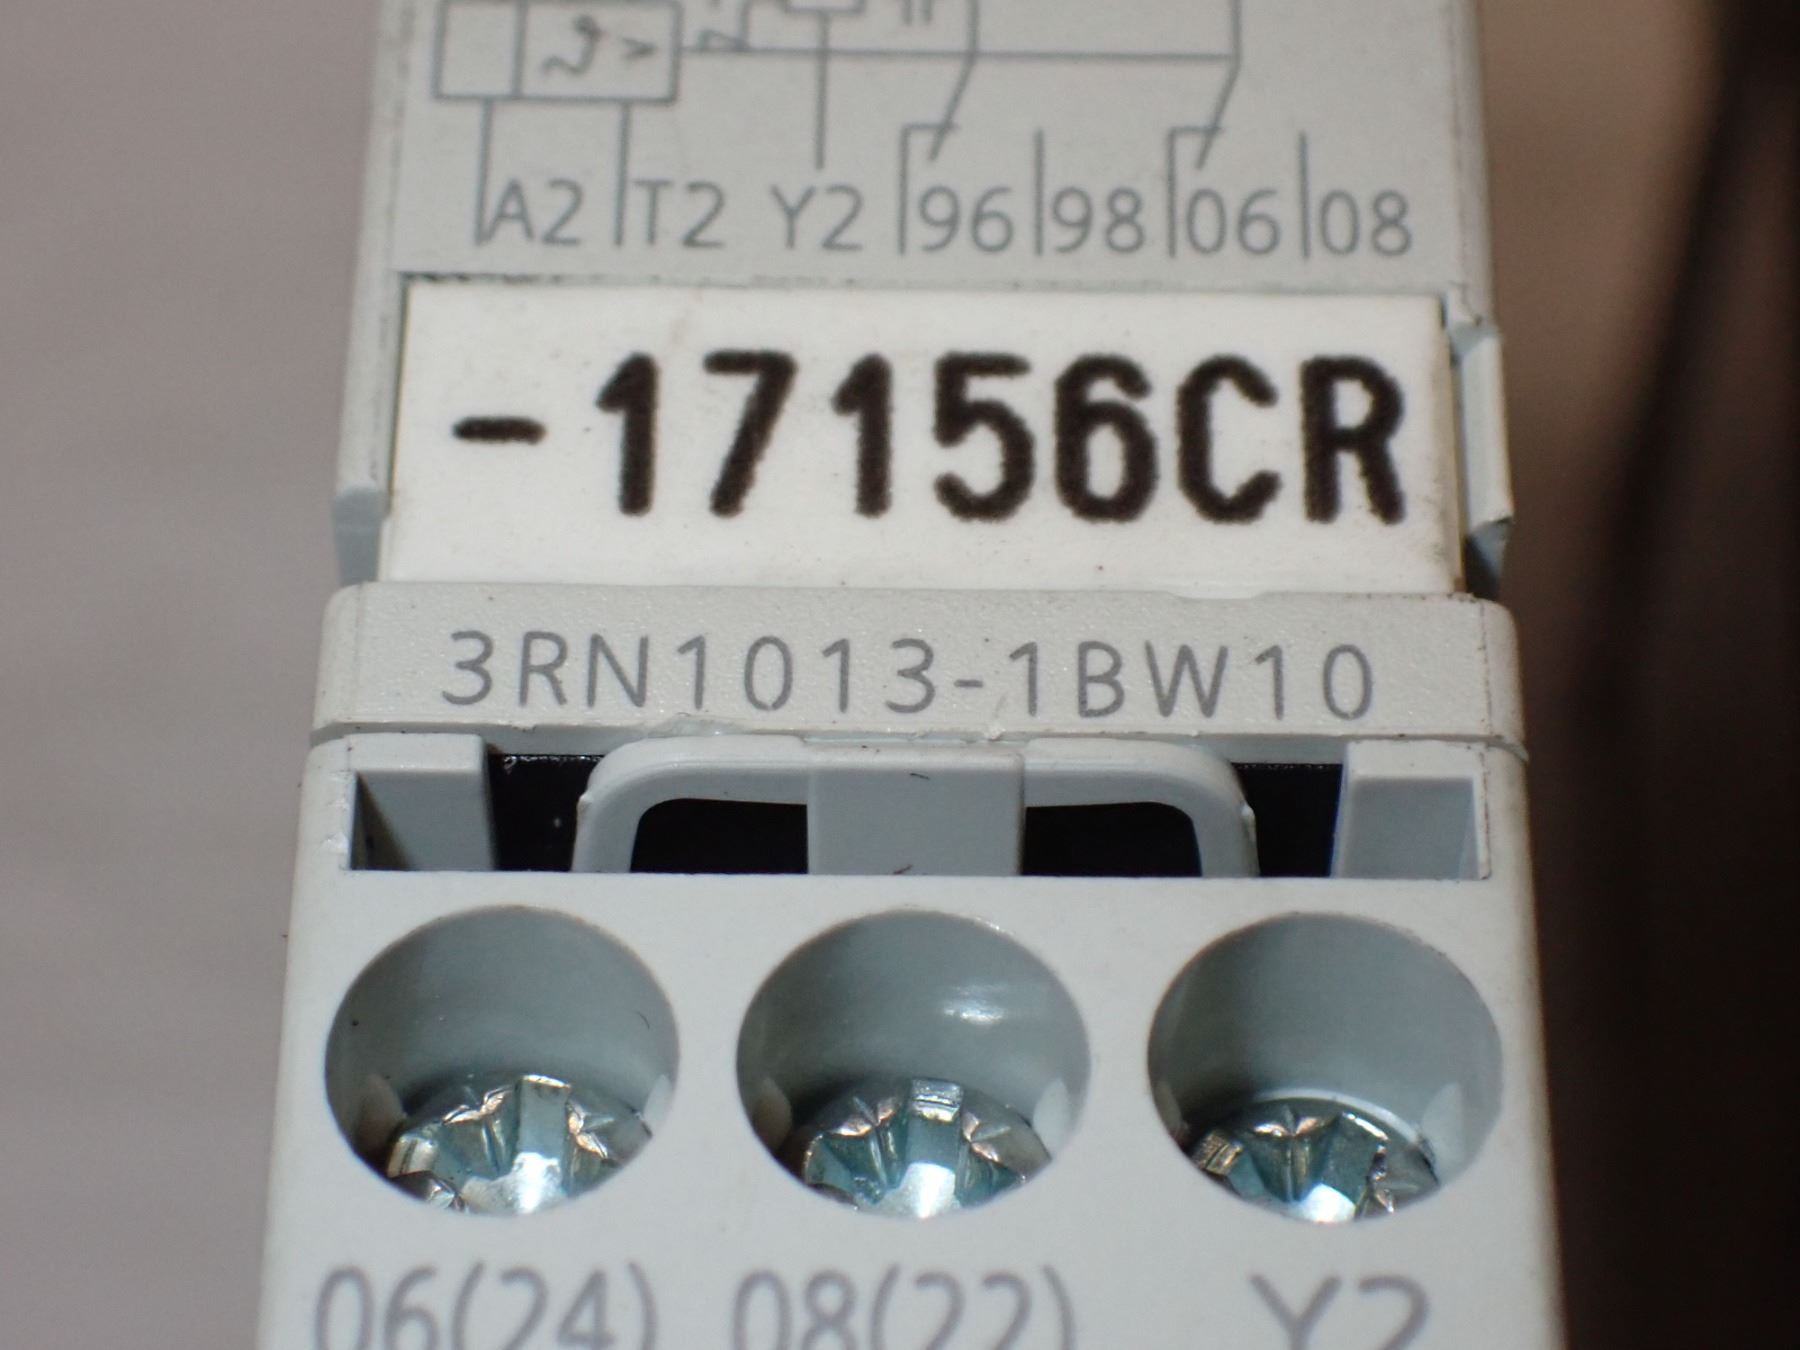 ϑ >
A2 T2 Y2 96 98 06 08
-17156CR
3RN1013-1BW10
06(24) 08(22) Y2